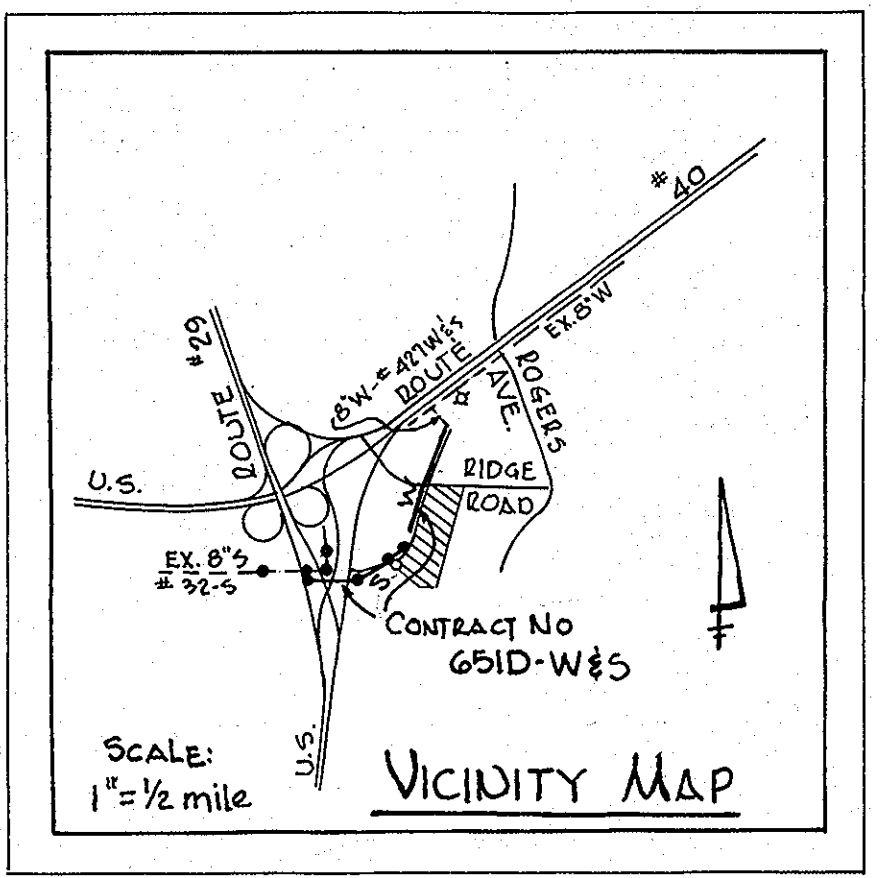 #40
EX. 8"W
#29
ROUTE
8"W-#427W&S
ROUTE
ROGERS
AVE.
U.S.
RIDGE
ROAD
W
EX. 8"S
#32-S
S
CONTRACT NO
651D-W&S
U.S.
SCALE:
1"=1/2 mile
VICINITY MAP